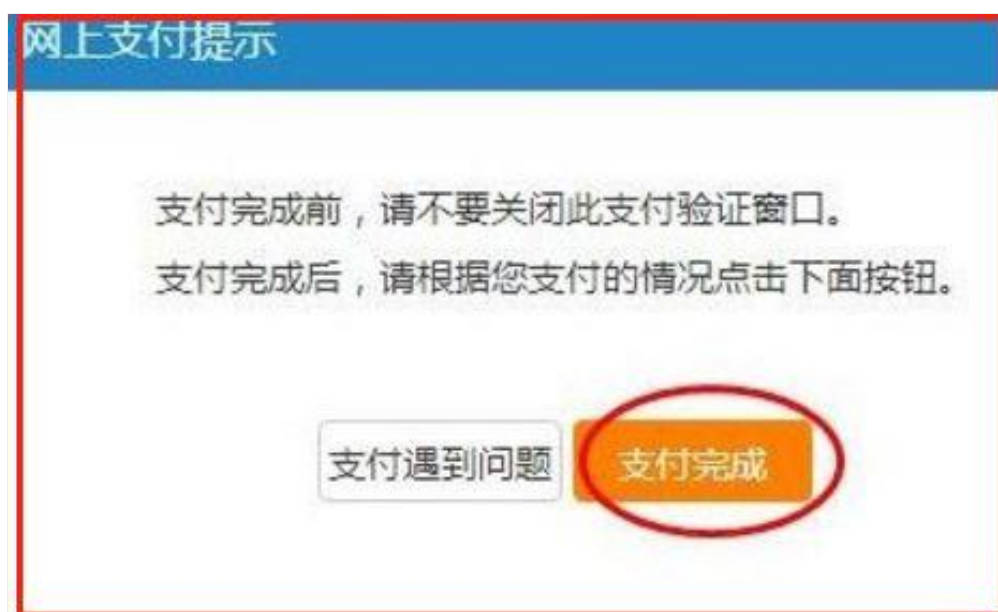 网上支付提示
支付完成前，请不要关闭此支付验证窗口。
支付完成后，请根据您支付的情况点击下面按钮。
支付遇到问题 支付完成